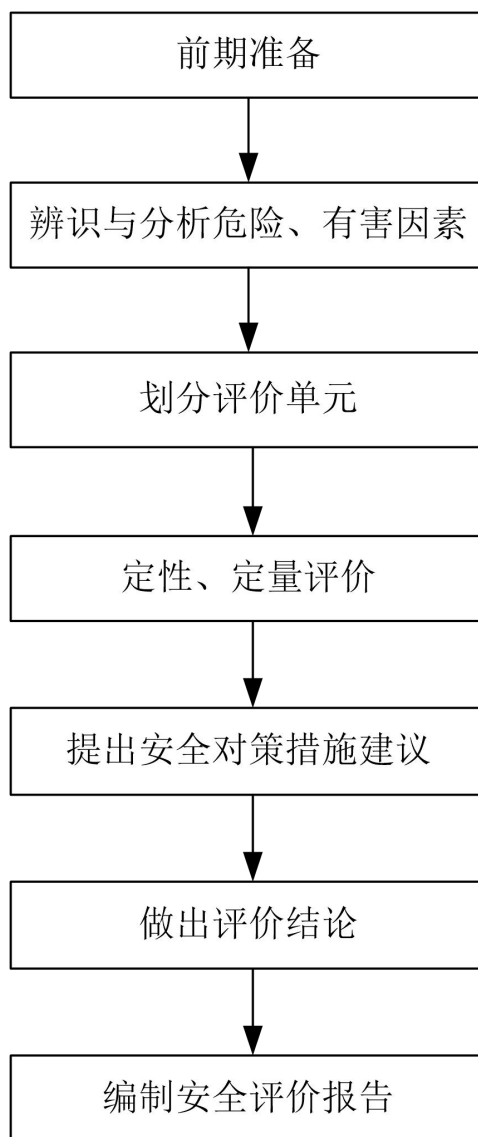 前期准备
辨识与分析危险、有害因素
划分评价单元
定性、定量评价
提出安全对策措施建议
做出评价结论
编制安全评价报告